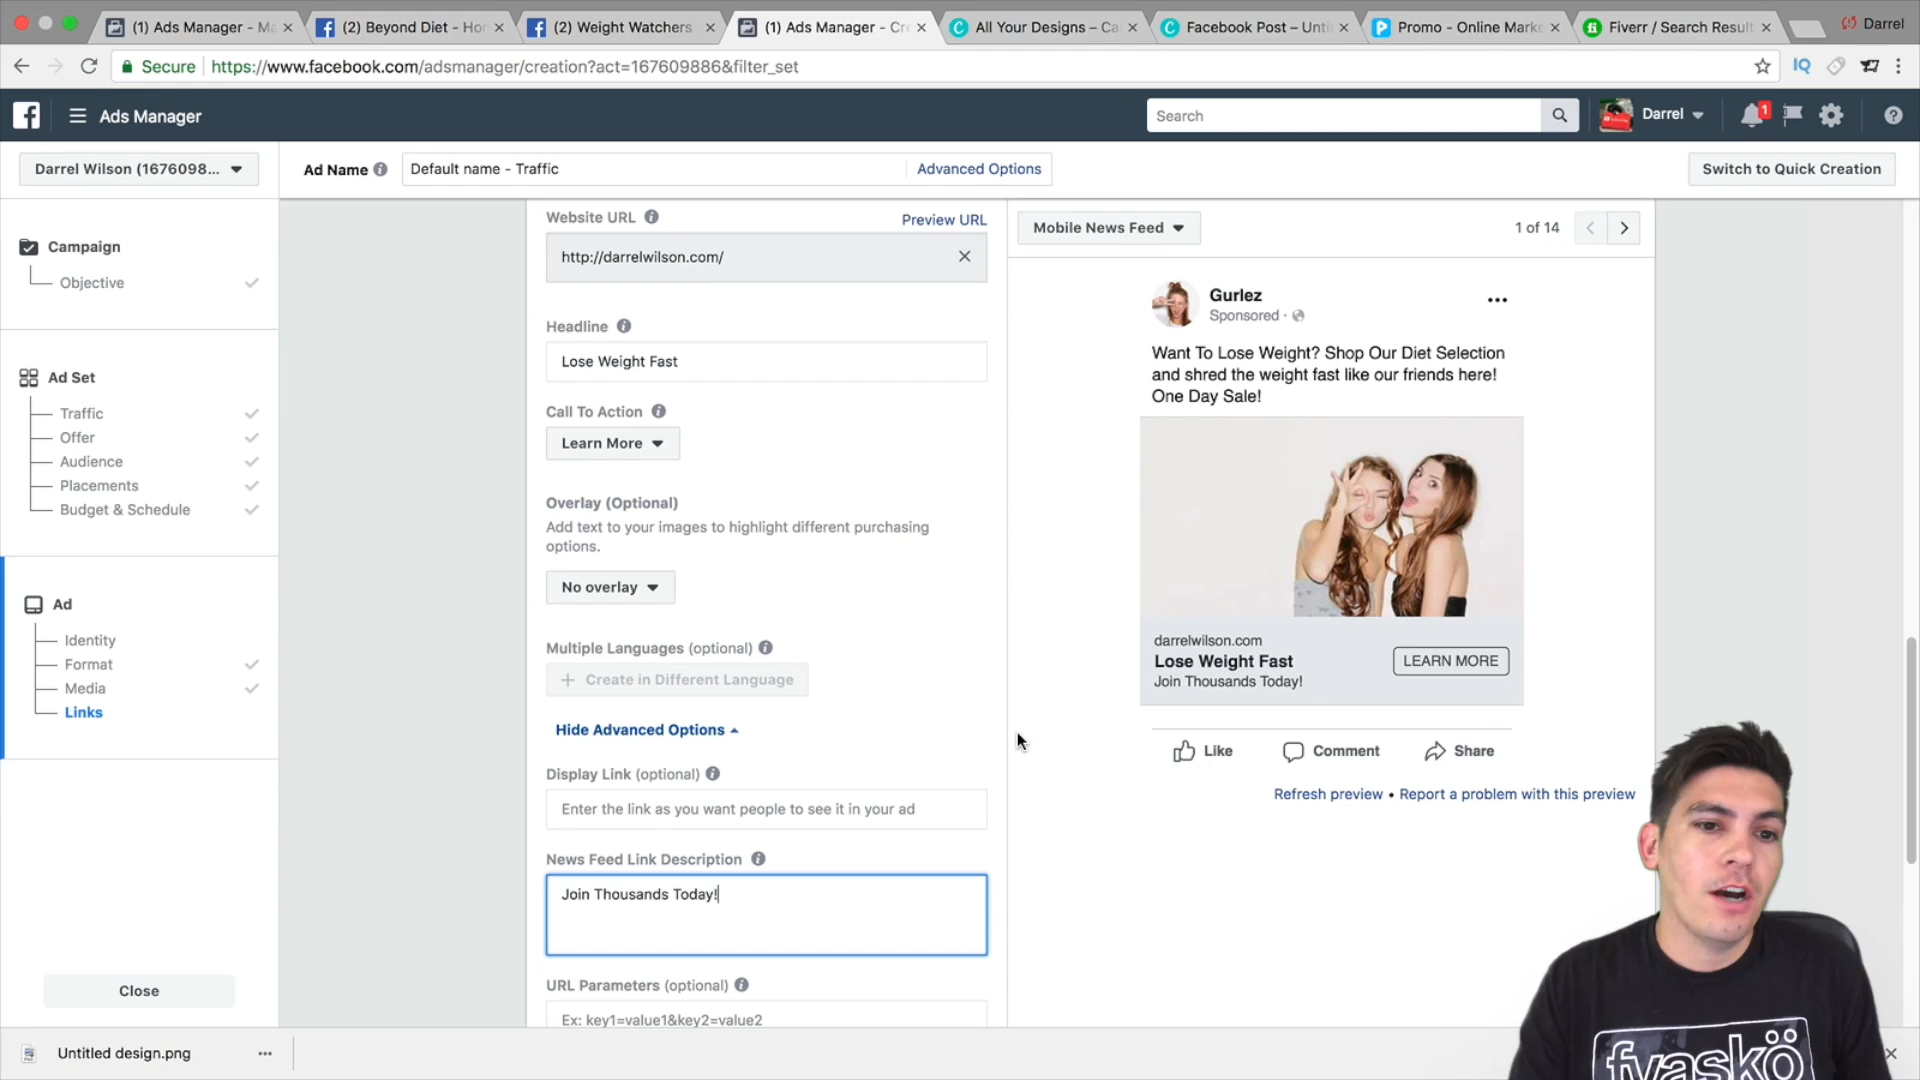 (1) Ads Manager - Ma
(2) Beyond Diet - Hon
(2) Weight Watchers
(1) Ads Manager - Cre
All Your Designs – Ca
Facebook Post – Unti
Promo - Online Marke
Fiverr / Search Result
Darrel
Secure
https://www.facebook.com/adsmanager/creation?act=167609886&filter_set
IQ
Ads Manager
Search
Darrel
1
Darrel Wilson (1676098...
Ad Name
Default name - Traffic
Advanced Options
Switch to Quick Creation
Campaign
Objective
Ad Set
Traffic
Offer
Audience
Placements
Budget & Schedule
Ad
Identity
Format
Media
Links
Close
Website URL
Preview URL
http://darrelwilson.com/
Headline
Lose Weight Fast
Call To Action
Learn More
Overlay (Optional)
Add text to your images to highlight different purchasing
options.
No overlay
Multiple Languages (optional)
+ Create in Different Language
Hide Advanced Options
Display Link (optional)
Enter the link as you want people to see it in your ad
News Feed Link Description
Join Thousands Today!
URL Parameters (optional)
Ex: key1=value1&key2=value2
Mobile News Feed
1 of 14
Gurlez
Sponsored ·
Want To Lose Weight? Shop Our Diet Selection
and shred the weight fast like our friends here!
One Day Sale!
darrelwilson.com
Lose Weight Fast
LEARN MORE
Join Thousands Today!
Like
Comment
Share
Refresh preview • Report a problem with this preview
fyaskö
Untitled design.png